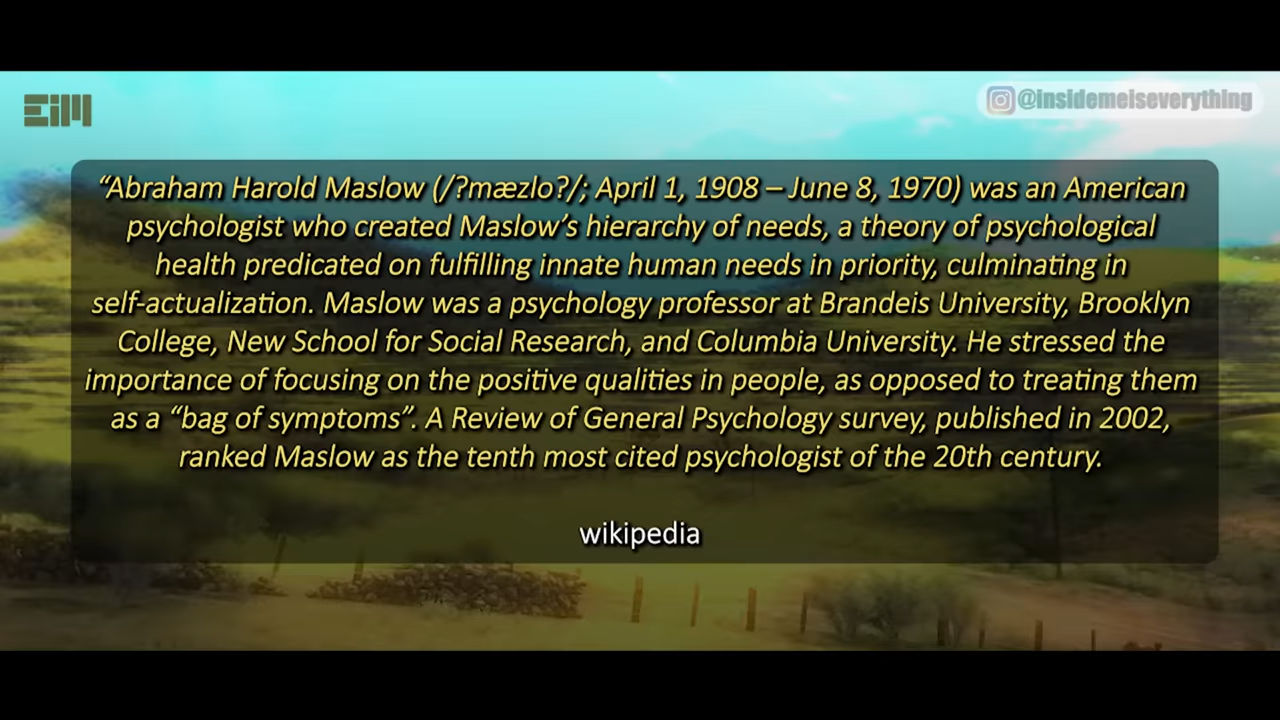 EiM
@insidemeiseverything
“Abraham Harold Maslow (/?mæzlo?/; April 1, 1908 – June 8, 1970) was an American
psychologist who created Maslow’s hierarchy of needs, a theory of psychological
health predicated on fulfilling innate human needs in priority, culminating in
self-actualization. Maslow was a psychology professor at Brandeis University, Brooklyn
College, New School for Social Research, and Columbia University. He stressed the
importance of focusing on the positive qualities in people, as opposed to treating them
as a “bag of symptoms”. A Review of General Psychology survey, published in 2002,
ranked Maslow as the tenth most cited psychologist of the 20th century.
wikipedia